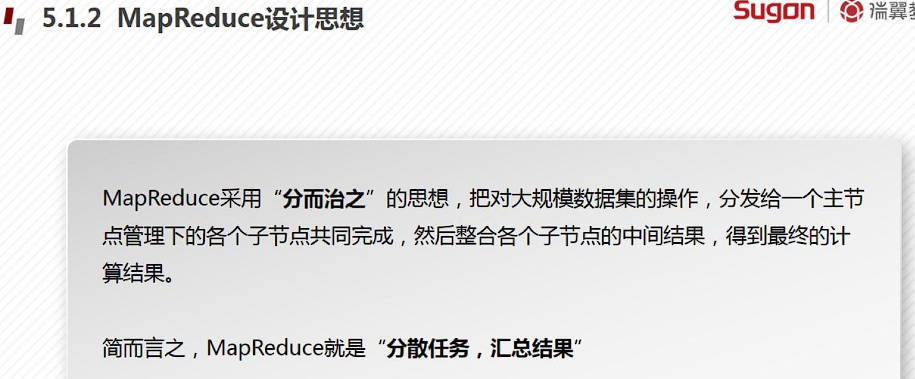 5.1.2 MapReduce设计思想
Sugon
瑞翼教
MapReduce采用“分而治之”的思想，把对大规模数据集的操作，分发给一个主节
点管理下的各个子节点共同完成，然后整合各个子节点的中间结果，得到最终的计
算结果。
简而言之，MapReduce就是“分散任务，汇总结果”